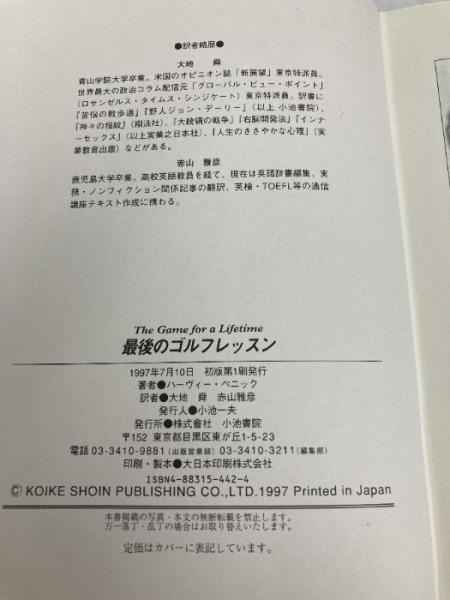 ●訳者略歴●
大地　舜
青山学院大学卒業。米国のオピニオン誌「新展望」東京特派員。
世界最大の政治コラム配信元「グローバル・ビュー・ポイント」
(ロサンゼルス・タイムス・シンジケート) 東京特派員。訳書に
『苦悩の散歩道』『野人ジョン・デーリー』(以上 小池書院)、
『神々の指紋』(翔泳社)、『大統領の戦争』『右脳開発法』『インナ
ーセックス』(以上実業之日本社)、『人生のささやかな心理』(実
業教育出版) などがある。
赤山　雅彦
鹿児島大学卒業。高校英語教員を経て、現在は英語辞書編集、実
務・ノンフィクション関係記事の翻訳、英検・TOEFL等の通信
講座テキスト作成に携わる。
The Game for a Lifetime
最後のゴルフレッスン
1997年7月10日　初版第1刷発行
著者●ハーヴィー・ペニック
訳者●大地　舜　赤山雅彦
発行人●小池一夫
発行所●株式會社　小池書院
〒152 東京都目黒区東が丘1-5-23
電話 03-3410-9881 (出版営業部) 03-3410-3211 (編集部)
印刷・製本●大日本印刷株式会社
ISBN4-88315-442-4
© KOIKE SHOIN PUBLISHING CO.,LTD.1997 Printed in Japan
本書掲載の写真・本文の無断転載を禁止します。
万一落丁・乱丁の場合はお取り替えいたします。
定価はカバーに表記しています。